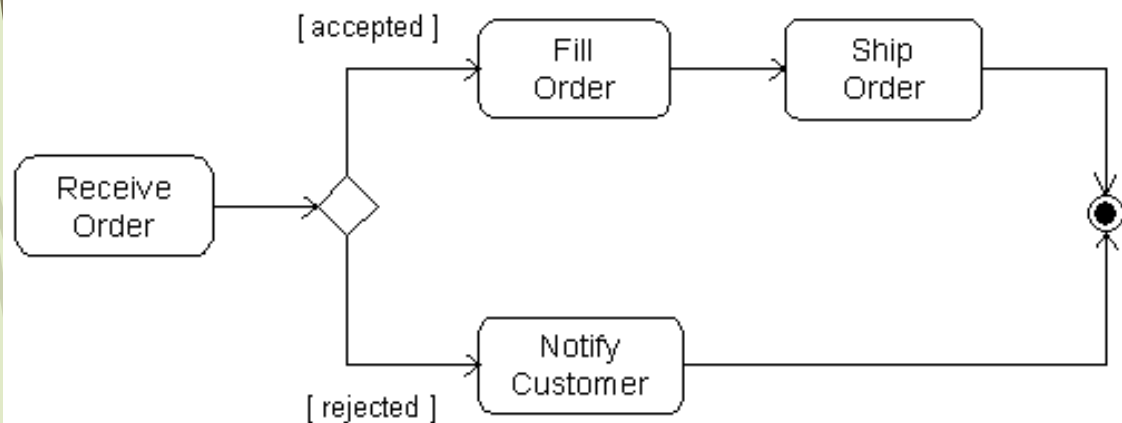 [ accepted ]
Fill
Order
Ship
Order
Receive
Order
Notify
Customer
[ rejected ]